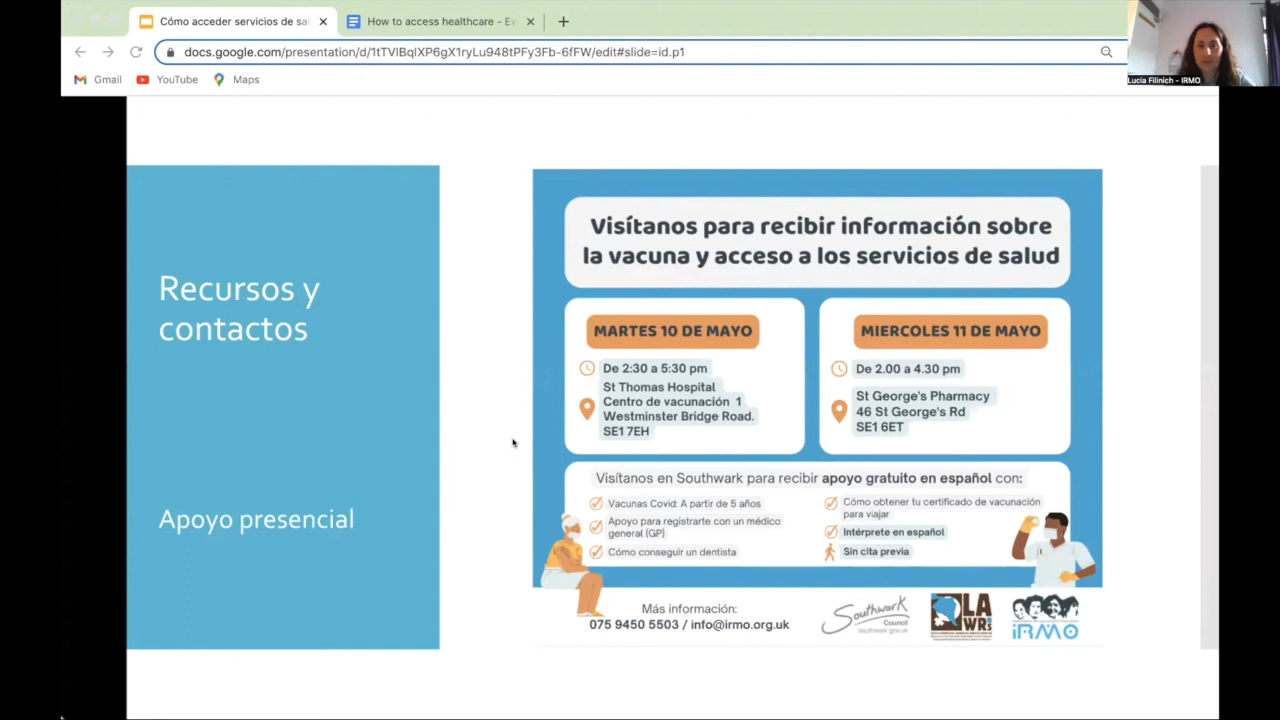 Cómo acceder servicios de sal
How to access healthcare - Ev
docs.google.com/presentation/d/1tTVlBqlXP6gX1ryLu948tPFy3Fb-6fFW/edit#slide=id.p1
Gmail
YouTube
Maps
Lucia Filinich - IRMO
Recursos y
contactos
Apoyo presencial
Visítanos para recibir información sobre
la vacuna y acceso a los servicios de salud
MARTES 10 DE MAYO
De 2:30 a 5:30 pm
St Thomas Hospital
Centro de vacunación 1
Westminster Bridge Road.
SE1 7EH
MIERCOLES 11 DE MAYO
De 2.00 a 4.30 pm
St George's Pharmacy
46 St George's Rd
SE1 6ET
Visítanos en Southwark para recibir apoyo gratuito en español con:
Vacunas Covid: A partir de 5 años
Apoyo para registrarte con un médico
general (GP)
Cómo conseguir un dentista
Cómo obtener tu certificado de vacunación
para viajar
Intérprete en español
Sin cita previa
Más información:
075 9450 5503 / info@irmo.org.uk
Southwark
Council
southwark.gov.uk
LA
WRS
IRMO